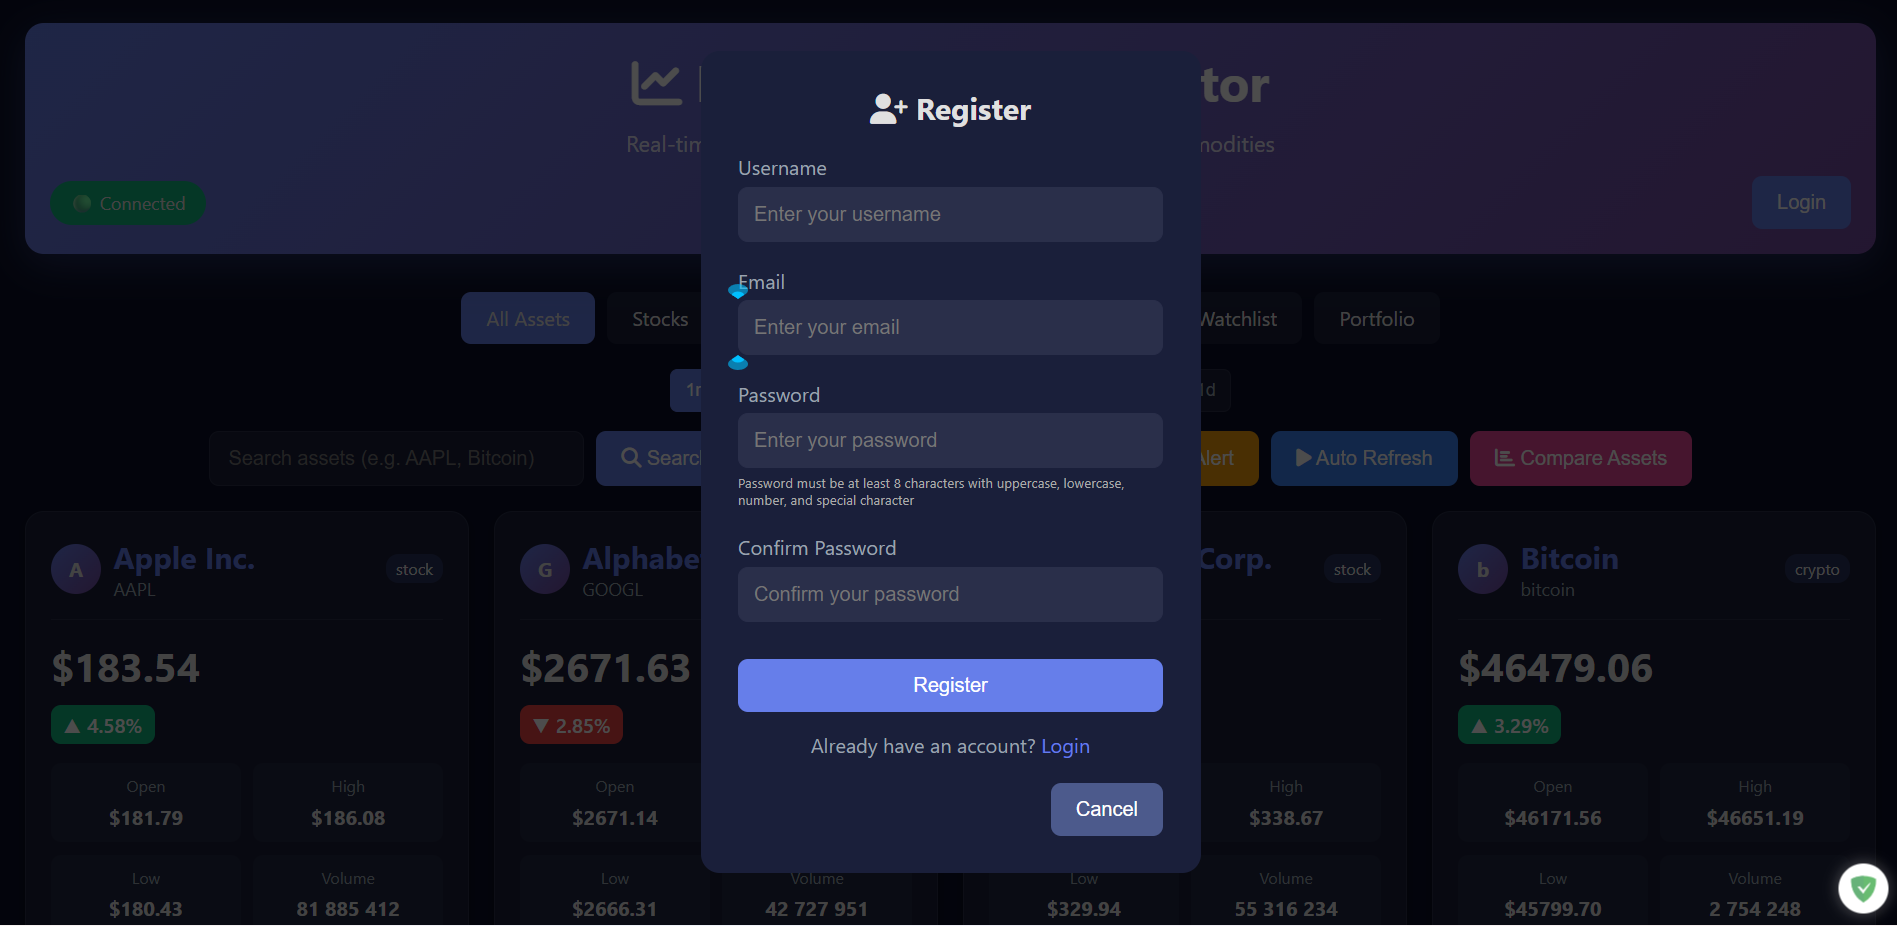 tor
Real-tim
modities
Connected
Login
Register
Username
Enter your username
Email
Enter your email
Password
Enter your password
Password must be at least 8 characters with uppercase, lowercase,
number, and special character
Confirm Password
Confirm your password
Register
Already have an account? Login
Cancel
All Assets
Stocks
Watchlist
Portfolio
1m
1d
Search assets (e.g. AAPL, Bitcoin)
Search
Alert
Auto Refresh
Compare Assets
A
Apple Inc.
AAPL
stock
$183.54
▲ 4.58%
Open
$181.79
High
$186.08
Low
$180.43
Volume
81 885 412
G
Alphabet
GOOGL
$2671.63
▼ 2.85%
Open
$2671.14
Low
$2666.31
Volume
42 727 951
Corp.
stock
High
$338.67
Low
$329.94
Volume
55 316 234
b
Bitcoin
bitcoin
crypto
$46479.06
▲ 3.29%
Open
$46171.56
High
$46651.19
Low
$45799.70
Volume
2 754 248